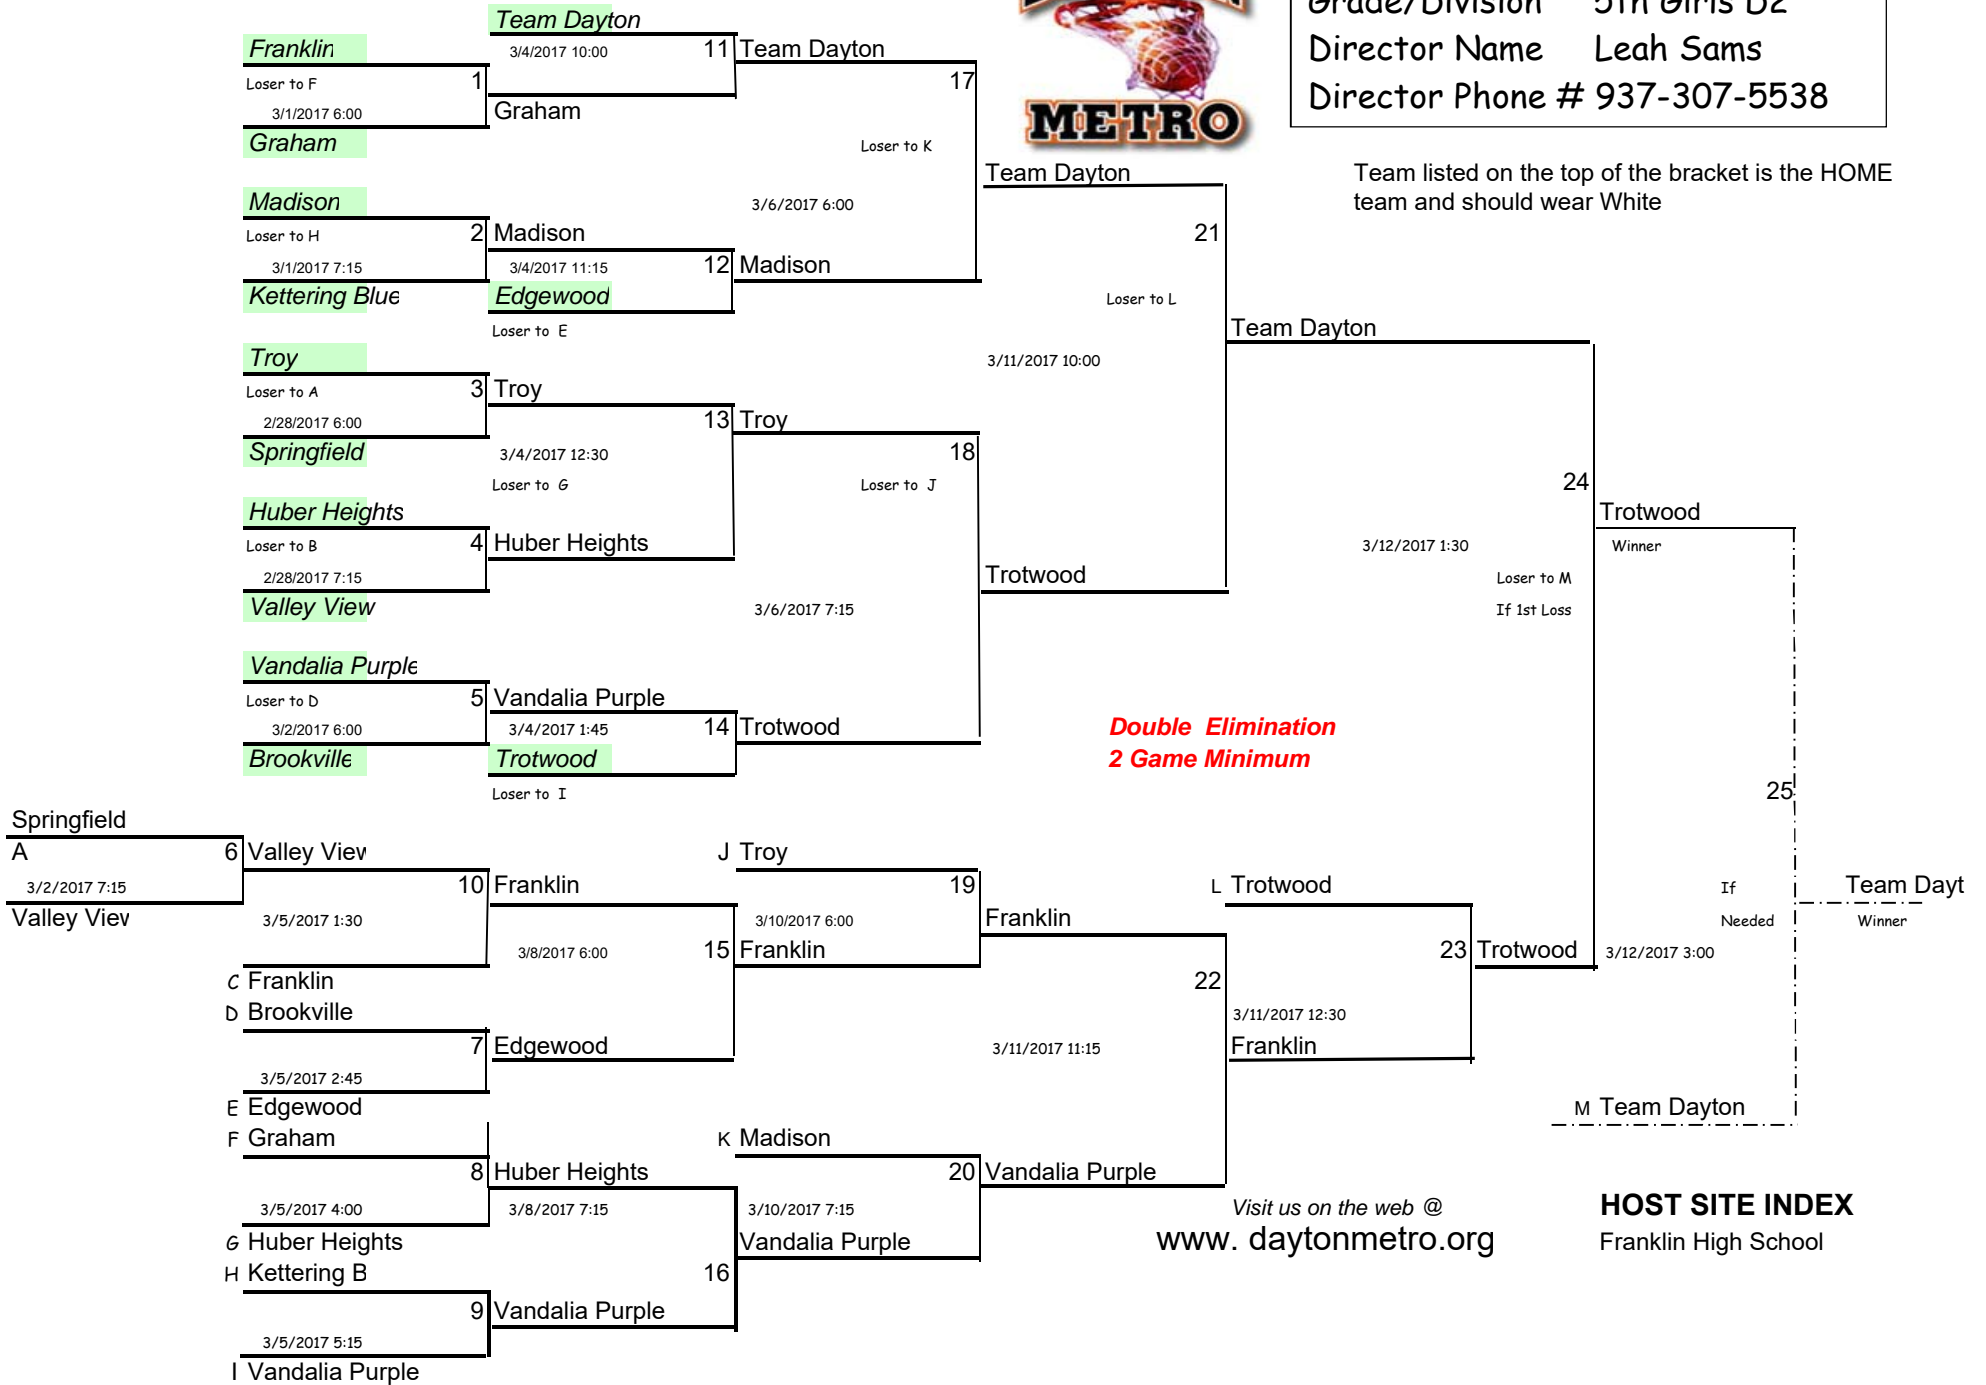 Grade/Division 5th Girls D2
Director Name Leah Sams
Director Phone # 937-307-5538
METRO
Team listed on the top of the bracket is the HOME
team and should wear White
Team Dayton
Franklin
3/4/2017 10:00
11
Team Dayton
Loser to F
1
17
3/1/2017 6:00
Graham
Graham
Loser to K
Team Dayton
Madison
3/6/2017 6:00
Loser to H
2
Madison
21
3/1/2017 7:15
3/4/2017 11:15
12
Madison
Kettering Blue
Edgewood
Loser to L
Loser to E
Team Dayton
Troy
3/11/2017 10:00
Loser to A
3
Troy
2/28/2017 6:00
13
Troy
Springfield
3/4/2017 12:30
18
Loser to G
Loser to J
24
Huber Heights
Trotwood
Loser to B
4
Huber Heights
3/12/2017 1:30
Winner
2/28/2017 7:15
Trotwood
Loser to M
Valley View
3/6/2017 7:15
If 1st Loss
Vandalia Purple
Loser to D
5
Vandalia Purple
3/2/2017 6:00
3/4/2017 1:45
14
Trotwood
Double Elimination
Brookville
Trotwood
2 Game Minimum
Loser to I
25
Springfield
A
6
Valley View
J
Troy
3/2/2017 7:15
10
Franklin
19
L
Trotwood
If
Team Dayt
Valley View
3/5/2017 1:30
3/10/2017 6:00
Franklin
Needed
Winner
3/8/2017 6:00
15
Franklin
23
Trotwood
3/12/2017 3:00
C
Franklin
22
D
Brookville
3/11/2017 12:30
7
Edgewood
3/11/2017 11:15
Franklin
3/5/2017 2:45
E
Edgewood
M
Team Dayton
F
Graham
K
Madison
8
Huber Heights
20
Vandalia Purple
3/5/2017 4:00
3/8/2017 7:15
3/10/2017 7:15
Visit us on the web @
HOST SITE INDEX
G
Huber Heights
Vandalia Purple
www. daytonmetro.org
Franklin High School
H
Kettering B
16
9
Vandalia Purple
3/5/2017 5:15
I
Vandalia Purple